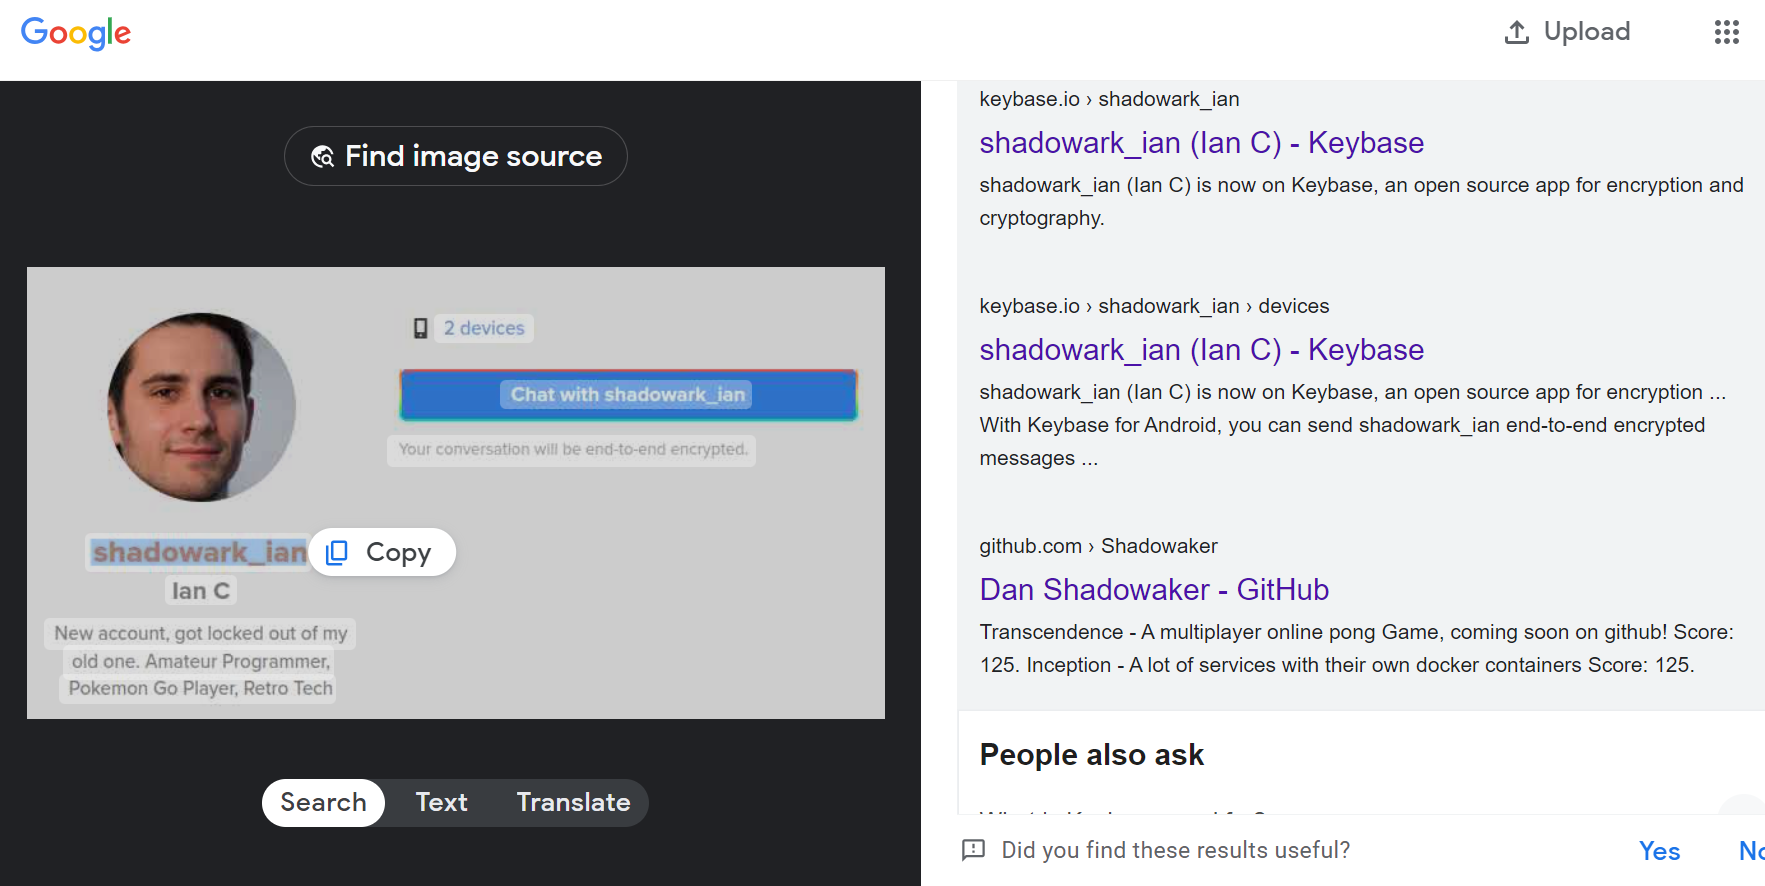 Google
Upload
Find image source
2 devices
Chat with shadowark_ian
Your conversation will be end-to-end encrypted.
shadowark_ian
Copy
Ian C
New account, got locked out of my
old one. Amateur Programmer,
Pokemon Go Player, Retro Tech
Search
Text
Translate
keybase.io › shadowark_ian
shadowark_ian (Ian C) - Keybase
shadowark_ian (Ian C) is now on Keybase, an open source app for encryption and
cryptography.
keybase.io › shadowark_ian › devices
shadowark_ian (Ian C) - Keybase
shadowark_ian (Ian C) is now on Keybase, an open source app for encryption ...
With Keybase for Android, you can send shadowark_ian end-to-end encrypted
messages ...
github.com › Shadowaker
Dan Shadowaker - GitHub
Transcendence - A multiplayer online pong Game, coming soon on github! Score:
125. Inception - A lot of services with their own docker containers Score: 125.
People also ask
Did you find these results useful?
Yes